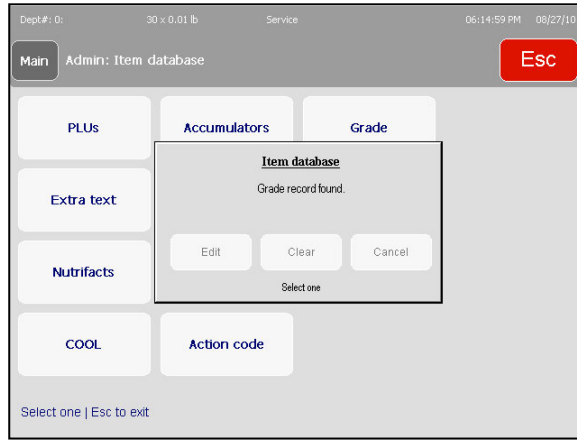 Dept#: 0: 30 x 0.01 lb Service 06:14:59 PM 08/27/10
Main Admin: Item database Esc
PLUs Accumulators Grade
Item database
Grade record found.
Extra text
Edit Clear Cancel
Nutrifacts
Select one
COOL Action code
Select one | Esc to exit